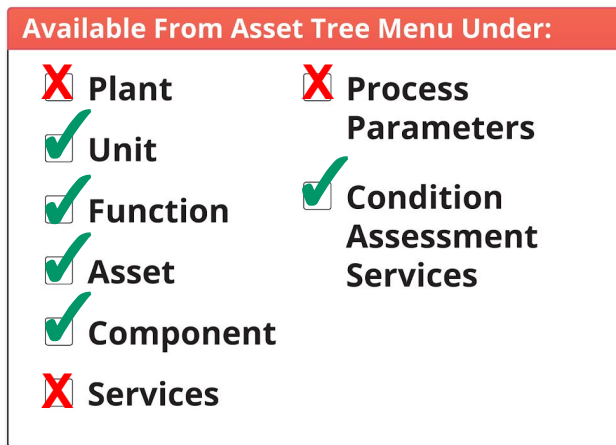 Available From Asset Tree Menu Under:
X Plant
✓ Unit
✓ Function
✓ Asset
✓ Component
X Services
X Process
Parameters
✓ Condition
Assessment
Services